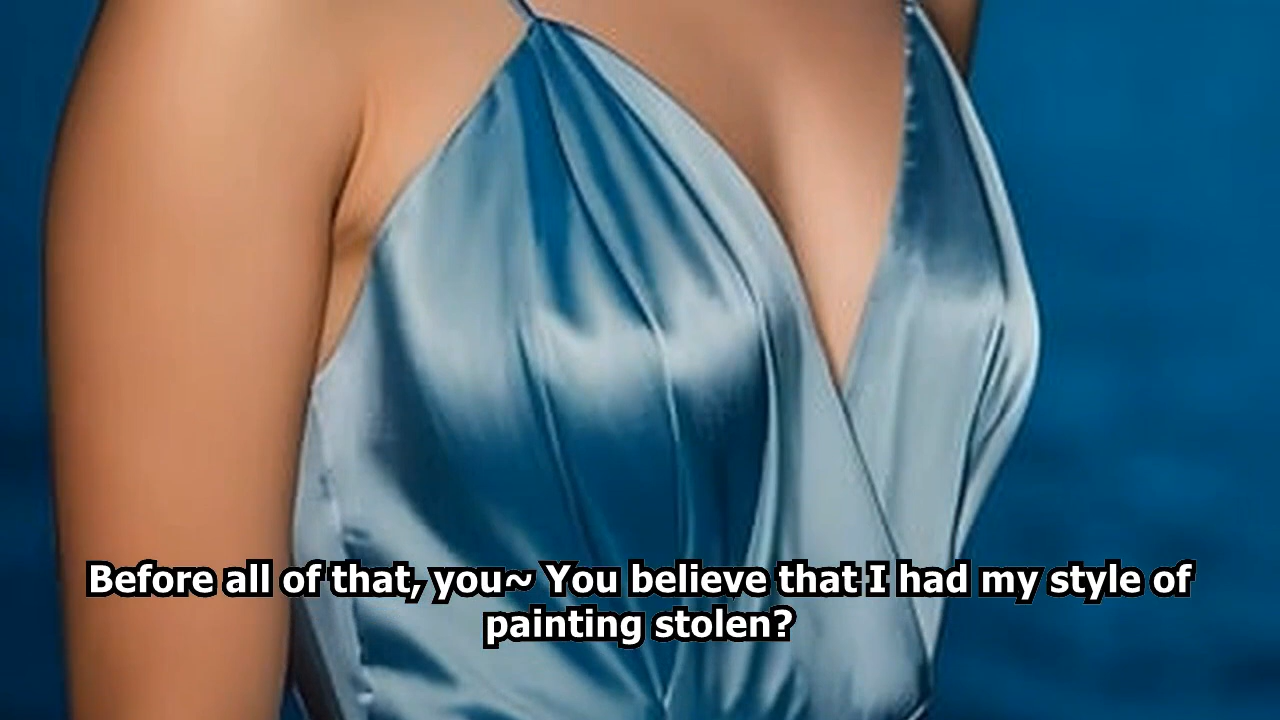 Before all of that, you~ You believe that I had my style of
painting stolen?